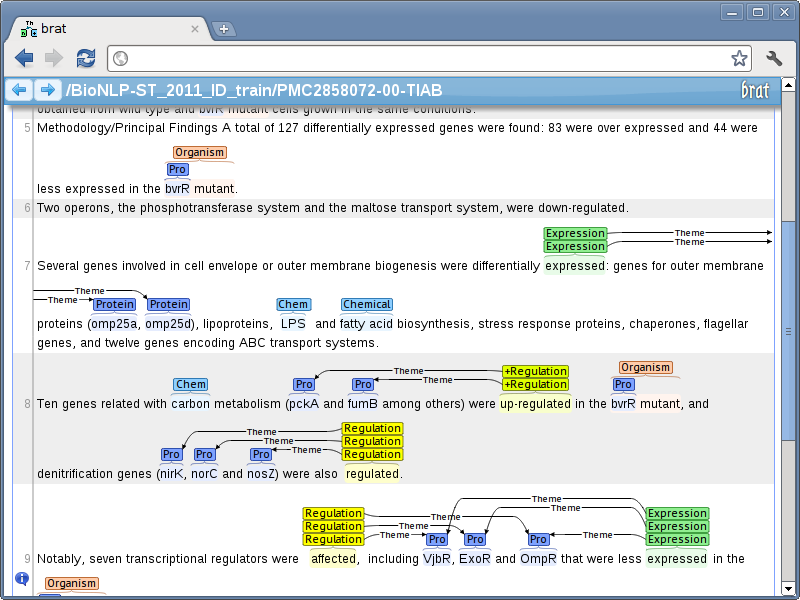 brat
/BioNLP-ST_2011_ID_train/PMC2858072-00-TIAB
brat
obtained from wild type and bvrR mutant cells grown in the same conditions.
5 Methodology/Principal Findings A total of 127 differentially expressed genes were found: 83 were over expressed and 44 were
Organism
Pro
less expressed in the bvrR mutant.
6 Two operons, the phosphotransferase system and the maltose transport system, were down-regulated.
Expression Theme
Expression Theme
7 Several genes involved in cell envelope or outer membrane biogenesis were differentially expressed: genes for outer membrane
Theme
Theme Protein Protein Chem Chemical
proteins (omp25a, omp25d), lipoproteins, LPS and fatty acid biosynthesis, stress response proteins, chaperones, flagellar
genes, and twelve genes encoding ABC transport systems.
Theme +Regulation Organism
Chem Pro Pro Theme +Regulation Pro
8 Ten genes related with carbon metabolism (pckA and fumB among others) were up-regulated in the bvrR mutant, and
Theme Regulation
Theme Regulation
Pro Pro Pro Theme Regulation
denitrification genes (nirK, norC and nosZ) were also regulated.
Theme
Theme
Regulation Theme Expression
Regulation Theme Expression
Regulation Theme Pro Pro Pro Theme Expression
9 Notably, seven transcriptional regulators were affected, including VjbR, ExoR and OmpR that were less expressed in the
Organism